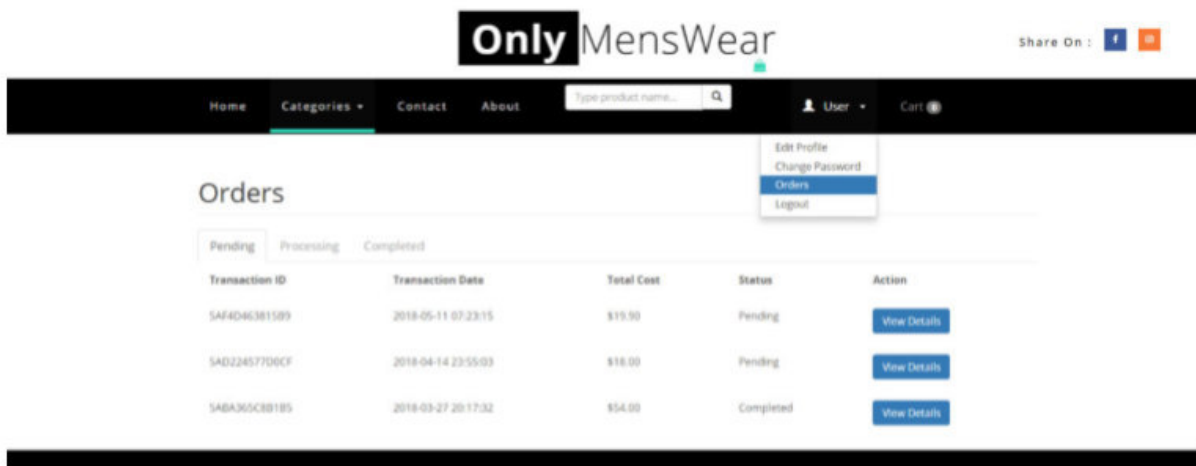 Only MensWear
Share On :
Home Categories Contact About Type product name... User Cart 0
Edit Profile
Change Password
Orders
Logout
Orders
Pending Processing Completed
Transaction ID Transaction Date Total Cost Status Action
5AF4D46381589 2018-05-11 07:23:15 $19.90 Pending View Details
5AD224577D0CF 2018-04-14 23:55:03 $18.00 Pending View Details
5ABA365C8B1B5 2018-03-27 20:17:32 $54.00 Completed View Details